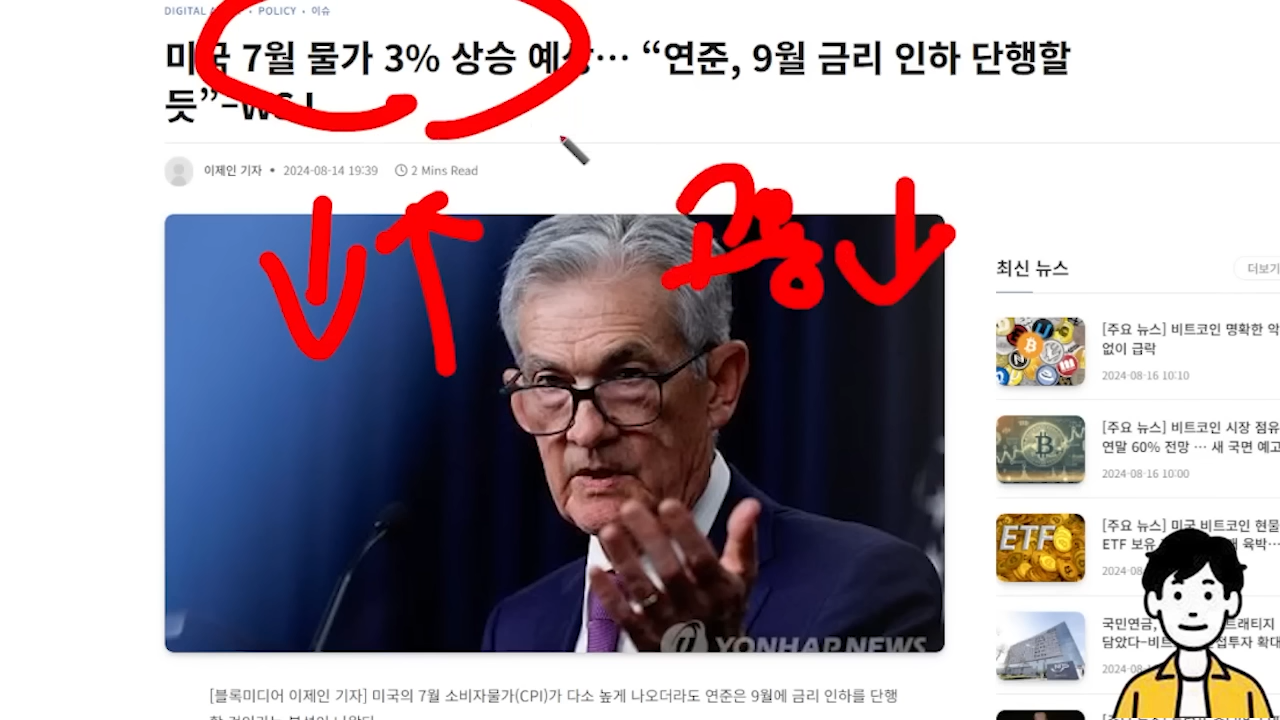 DIGITAL · POLICY · 이슈
미국 7월 물가 3% 상승 예상… “연준, 9월 금리 인하 단행할
듯”–WSJ
이제인 기자 • 2024-08-14 19:39 2 Mins Read
고용
최신 뉴스 더보기
[주요 뉴스] 비트코인 명확한 악
없이 급락
2024-08-16 10:10
[주요 뉴스] 비트코인 시장 점유
연말 60% 전망 … 새 국면 예고
2024-08-16 10:00
[주요 뉴스] 미국 비트코인 현물
ETF 보유 육박…
ETF
국민연금,
YONHAP NEWS
[블록미디어 이제인 기자] 미국의 7월 소비자물가(CPI)가 다소 높게 나오더라도 연준은 9월에 금리 인하를 단행